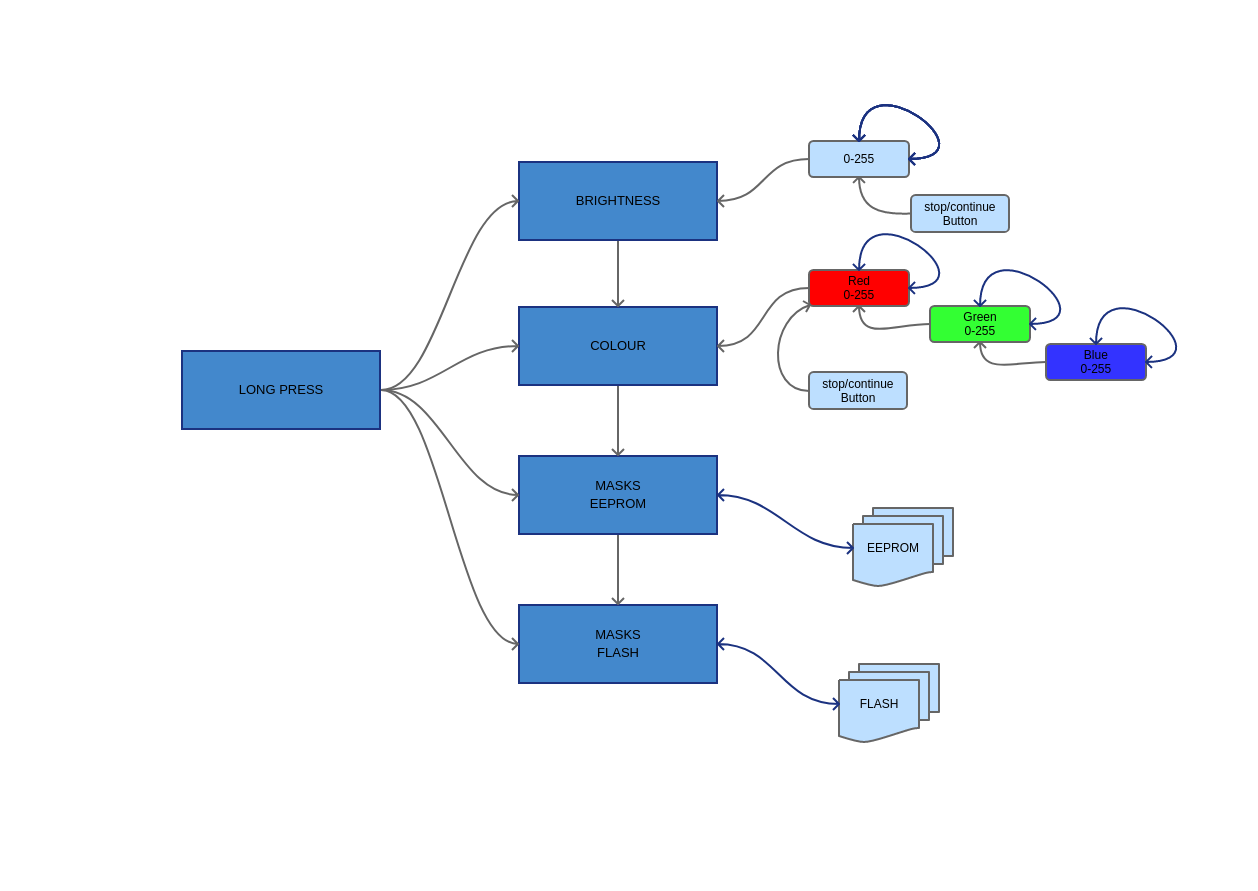 0-255
BRIGHTNESS
stop/continue
Button
Red
0-255
Green
0-255
COLOUR
Blue
0-255
LONG PRESS
stop/continue
Button
MASKS
EEPROM
EEPROM
MASKS
FLASH
FLASH